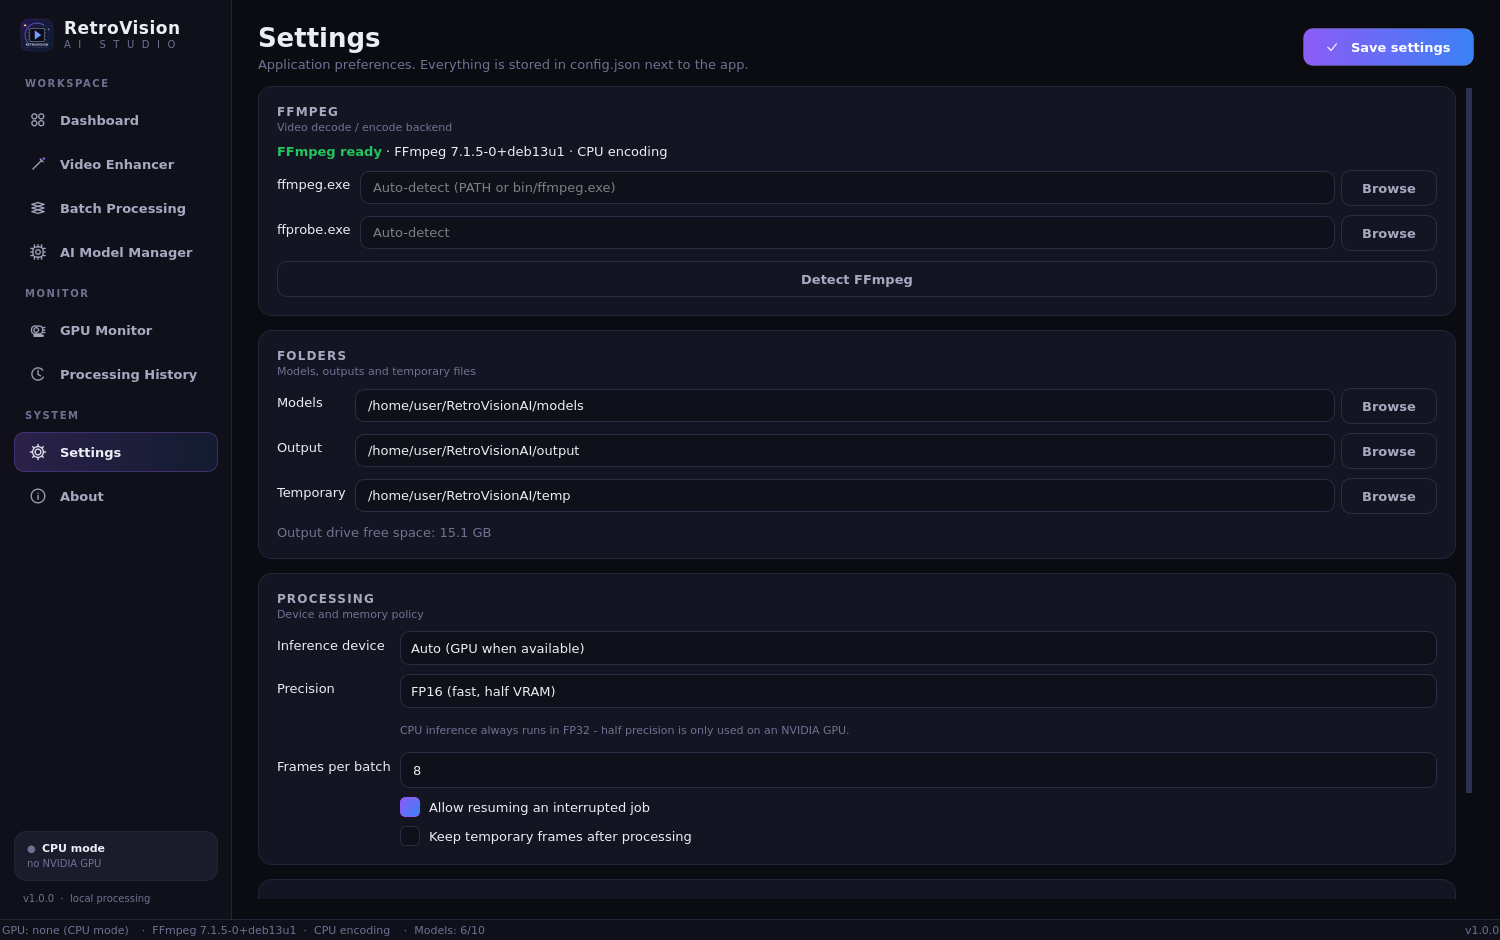 RetroVision
AI STUDIO
WORKSPACE
Dashboard
Video Enhancer
Batch Processing
AI Model Manager
MONITOR
GPU Monitor
Processing History
SYSTEM
Settings
About
CPU mode
no NVIDIA GPU
v1.0.0 · local processing
Settings
Application preferences. Everything is stored in config.json next to the app.
Save settings
FFMPEG
Video decode / encode backend
FFmpeg ready · FFmpeg 7.1.5-0+deb13u1 · CPU encoding
ffmpeg.exe Auto-detect (PATH or bin/ffmpeg.exe) Browse
ffprobe.exe Auto-detect Browse
Detect FFmpeg
FOLDERS
Models, outputs and temporary files
Models /home/user/RetroVisionAI/models Browse
Output /home/user/RetroVisionAI/output Browse
Temporary /home/user/RetroVisionAI/temp Browse
Output drive free space: 15.1 GB
PROCESSING
Device and memory policy
Inference device Auto (GPU when available)
Precision FP16 (fast, half VRAM)
CPU inference always runs in FP32 - half precision is only used on an NVIDIA GPU.
Frames per batch 8
Allow resuming an interrupted job
Keep temporary frames after processing
GPU: none (CPU mode) · FFmpeg 7.1.5-0+deb13u1 · CPU encoding · Models: 6/10 v1.0.0